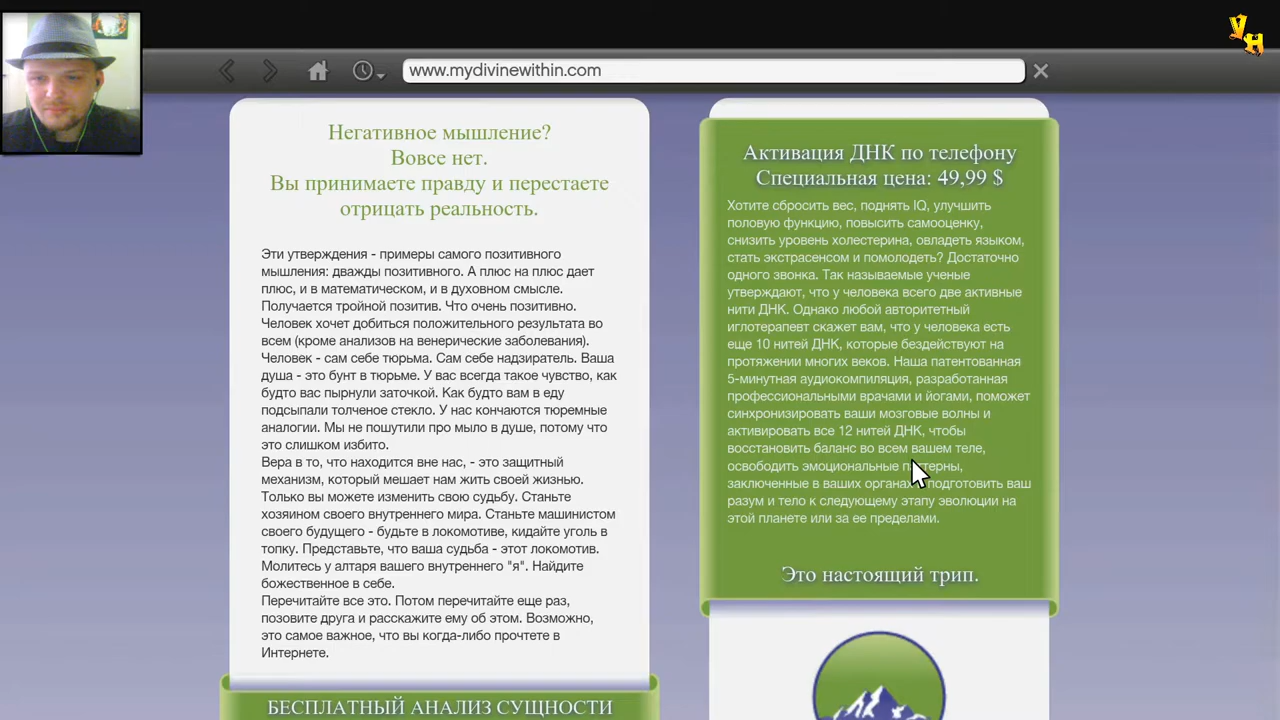 УН
www.mydivinewithin.com
Негативное мышление?
Вовсе нет.
Вы принимаете правду и перестаете
отрицать реальность.
Эти утверждения - примеры самого позитивного
мышления: дважды позитивного. А плюс на плюс дает
плюс, и в математическом, и в духовном смысле.
Получается тройной позитив. Что очень позитивно.
Человек хочет добиться положительного результата во
всем (кроме анализов на венерические заболевания).
Человек - сам себе тюрьма. Сам себе надзиратель. Ваша
душа - это бунт в тюрьме. У вас всегда такое чувство, как
будто вас пырнули заточкой. Как будто вам в еду
подсыпали толченое стекло. У нас кончаются тюремные
аналогии. Мы не пошутили про мыло в душе, потому что
это слишком избито.
Вера в то, что находится вне нас, - это защитный
механизм, который мешает нам жить своей жизнью.
Только вы можете изменить свою судьбу. Станьте
хозяином своего внутреннего мира. Станьте машинистом
своего будущего - будьте в локомотиве, кидайте уголь в
топку. Представьте, что ваша судьба - этот локомотив.
Молитесь у алтаря вашего внутреннего "я". Найдите
божественное в себе.
Перечитайте все это. Потом перечитайте еще раз,
позовите друга и расскажите ему об этом. Возможно,
это самое важное, что вы когда-либо прочтете в
Интернете.
БЕСПЛАТНЫЙ АНАЛИЗ СУЩНОСТИ
Активация ДНК по телефону
Специальная цена: 49,99 $
Хотите сбросить вес, поднять IQ, улучшить
половую функцию, повысить самооценку,
снизить уровень холестерина, овладеть языком,
стать экстрасенсом и помолодеть? Достаточно
одного звонка. Так называемые ученые
утверждают, что у человека всего две активные
нити ДНК. Однако любой авторитетный
иглотерапевт скажет вам, что у человека есть
еще 10 нитей ДНК, которые бездействуют на
протяжении многих веков. Наша патентованная
5-минутная аудиокомпиляция, разработанная
профессиональными врачами и йогами, поможет
синхронизировать ваши мозговые волны и
активировать все 12 нитей ДНК, чтобы
восстановить баланс во всем вашем теле,
освободить эмоциональные паттерны,
заключенные в ваших органах, подготовить ваш
разум и тело к следующему этапу эволюции на
этой планете или за ее пределами.
Это настоящий трип.